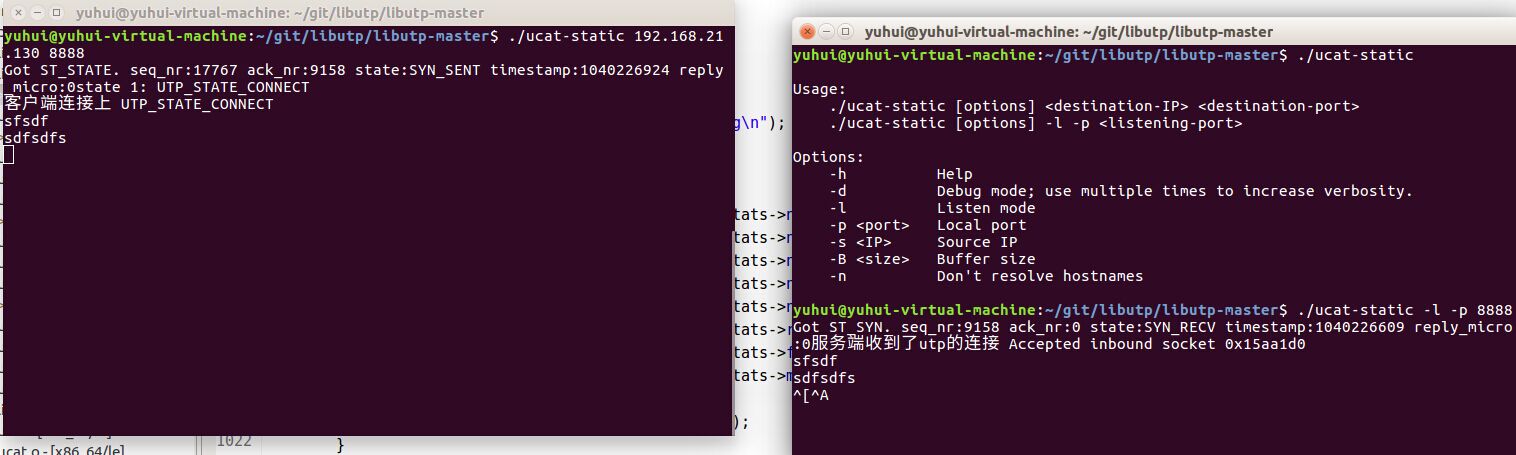 yuhui@yuhui-virtual-machine: ~/git/libutp/libutp-master
yuhui@yuhui-virtual-machine:~/git/libutp/libutp-master$ ./ucat-static 192.168.21
.130 8888
Got ST_STATE. seq_nr:17767 ack_nr:9158 state:SYN_SENT timestamp:1040226924 reply
_micro:0state 1: UTP_STATE_CONNECT
客户端连接上 UTP_STATE_CONNECT
sfsdf
sdfsdfs
g\n");
tats->n
tats->n
tats->n
tats->n
tats->n
tats->r
tats->f
tats->m
);
1022 }
ucat.o - [x86_64/le]
yuhui@yuhui-virtual-machine: ~/git/libutp/libutp-master
yuhui@yuhui-virtual-machine:~/git/libutp/libutp-master$ ./ucat-static
Usage:
./ucat-static [options] <destination-IP> <destination-port>
./ucat-static [options] -l -p <listening-port>
Options:
-h Help
-d Debug mode; use multiple times to increase verbosity.
-l Listen mode
-p <port> Local port
-s <IP> Source IP
-B <size> Buffer size
-n Don't resolve hostnames
yuhui@yuhui-virtual-machine:~/git/libutp/libutp-master$ ./ucat-static -l -p 8888
Got ST_SYN. seq_nr:9158 ack_nr:0 state:SYN_RECV timestamp:1040226609 reply_micro
:0服务端收到了utp的连接 Accepted inbound socket 0x15aa1d0
sfsdf
sdfsdfs
^[^A